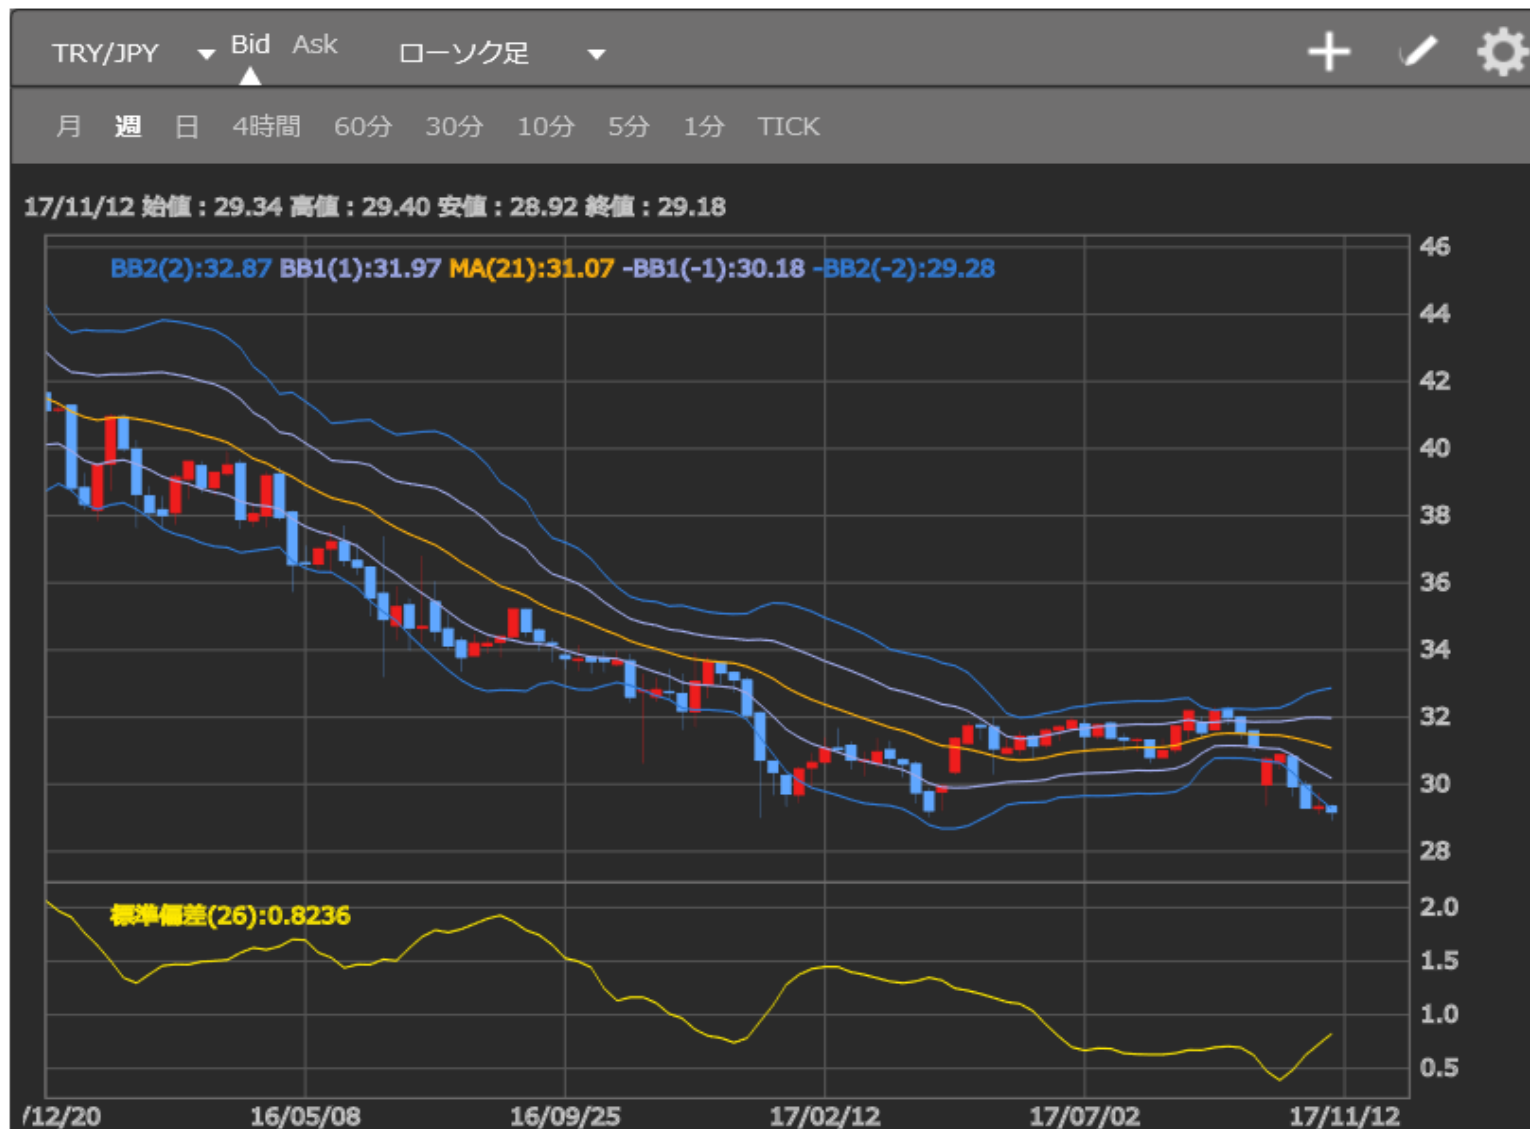 TRY/JPY Bid Ask ローソク足
月 週 日 4時間 60分 30分 10分 5分 1分 TICK
17/11/12 始値 : 29.34 高値 : 29.40 安値 : 28.92 終値 : 29.18
BB2(2):32.87 BB1(1):31.97 MA(21):31.07 -BB1(-1):30.18 -BB2(-2):29.28
46
44
42
40
38
36
34
32
30
28
標準偏差(26):0.8236
2.0
1.5
1.0
0.5
/12/20 16/05/08 16/09/25 17/02/12 17/07/02 17/11/12